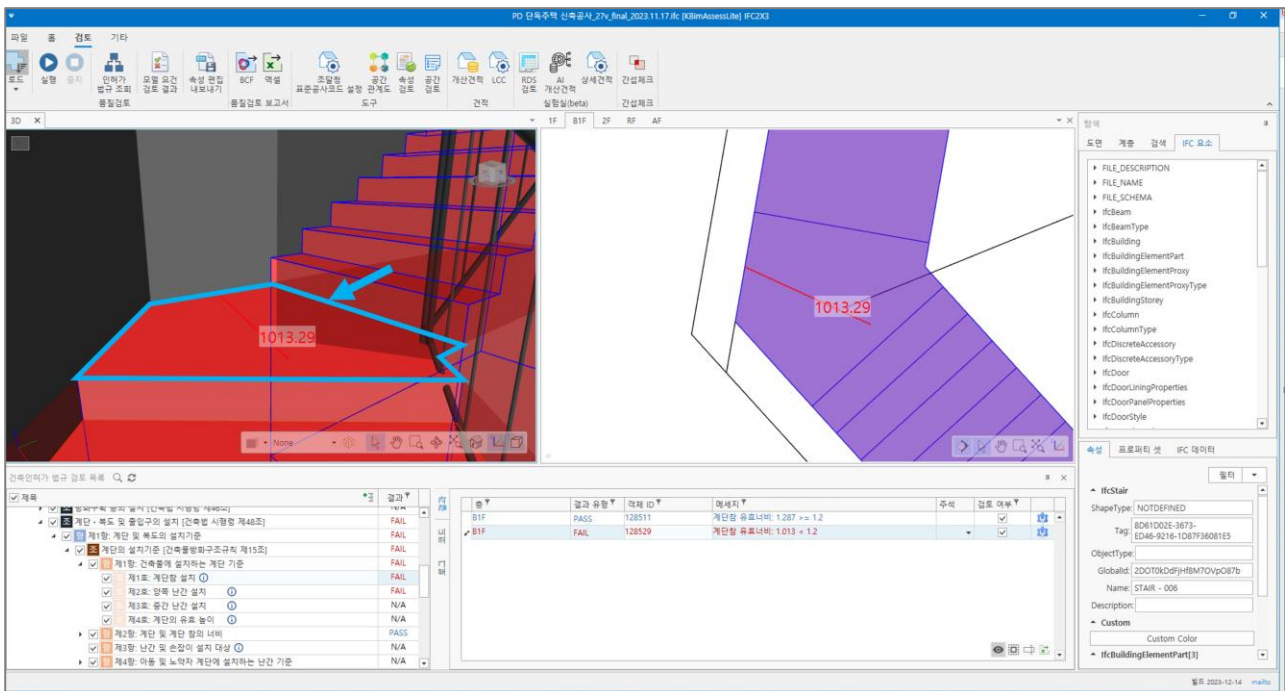 PD 단독주택 신축공사_27v_final_2023.11.17.ifc [KBimAssessLite] IFC2X3
파일 홈 검토 기타
로드 실행 중지 인허가 법규 조회 모델 요건 검토 결과 속성 편집 내보내기 BCF 엑셀 조달청 표준공사코드 설정 공간 관계도 속성 검토 공간 검토 개산견적 LCC RDS 검토 AI 개산견적 상세견적 간섭체크
품질검토 품질검토 보고서 도구 견적 실험실(beta) 간섭체크
3D
1F B1F 2F RF AF
1013.29
None
1013.29
탐색
도면 계층 검색 IFC 요소
FILE_DESCRIPTION
FILE_NAME
FILE_SCHEMA
IfcBeam
IfcBeamType
IfcBuilding
IfcBuildingElementPart
IfcBuildingElementProxy
IfcBuildingElementProxyType
IfcBuildingStorey
IfcColumn
IfcColumnType
IfcDiscreteAccessory
IfcDiscreteAccessoryType
IfcDoor
IfcDoorLiningProperties
IfcDoorPanelProperties
IfcDoorStyle
속성 프로퍼티 셋 IFC 데이터
필터
IfcStair
ShapeType: NOTDEFINED
Tag: 8D61D02E-3673-
ED46-9216-1D87F36081E5
ObjectType:
GlobalId: 2DOT0kDdFjHf8M7OVpO87b
Name: STAIR - 006
Description:
Custom
Custom Color
IfcBuildingElementPart[3]
건축인허가 법규 검토 목록
제목 결과
계단 - 복도 및 출입구의 설치 [건축법 시행령 제48조] FAIL
제1항: 계단 및 복도의 설치기준 FAIL
조 계단의 설치기준 [건축물방화구조규칙 제15조] FAIL
제1항: 건축물에 설치하는 계단 기준 FAIL
제1호: 계단참 설치 FAIL
제2호: 양쪽 난간 설치 FAIL
제3호: 중간 난간 설치 N/A
제4호: 계단의 유효 높이 N/A
제2항: 계단 및 계단 참의 너비 PASS
제3항: 난간 및 손잡이 설치 대상 N/A
제4항: 아동 및 노약자 계단에 설치하는 난간 기준 N/A
층 결과 유형 객체 ID 메세지 주석 검토 여부
B1F PASS 128511 계단참 유효너비: 1.287 >= 1.2
B1F FAIL 128529 계단참 유효너비: 1.013 < 1.2
빌드 2023-12-14 mailto